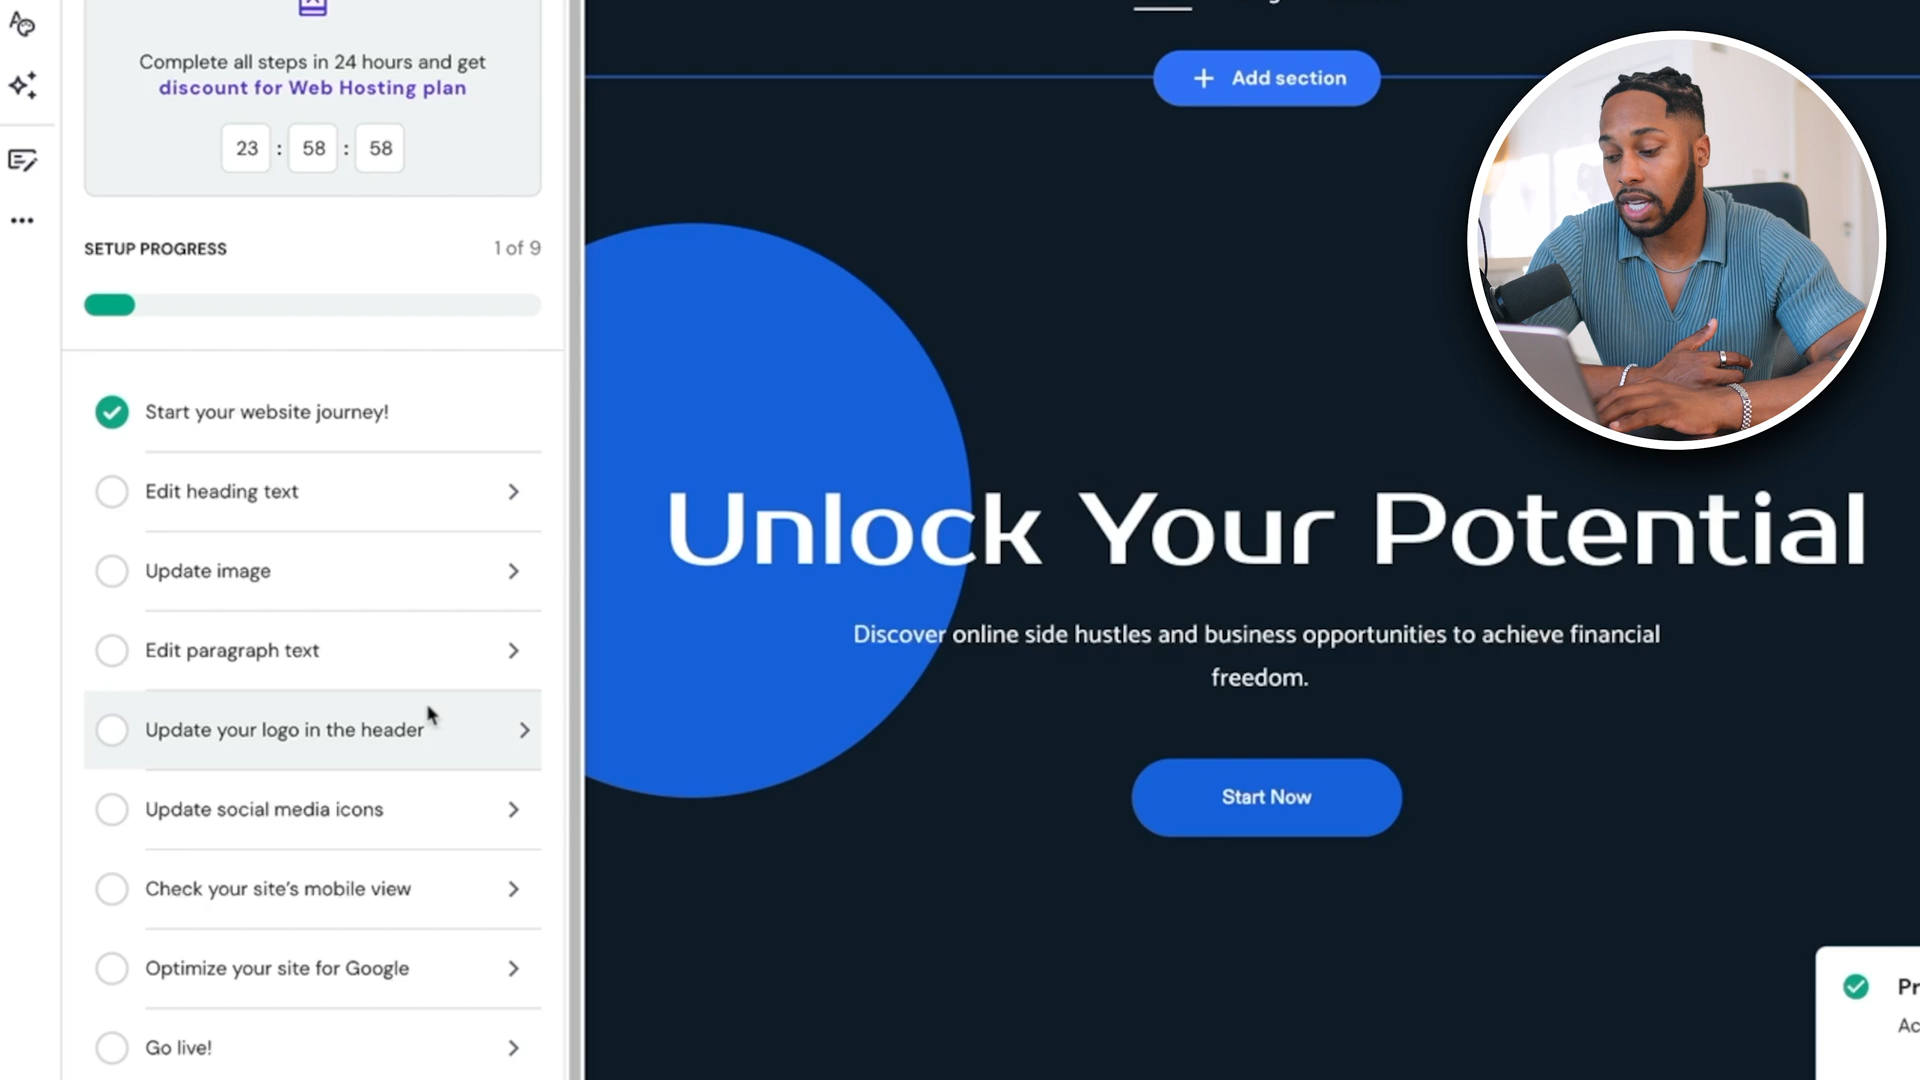 Complete all steps in 24 hours and get
discount for Web Hosting plan
23 : 58 : 58
SETUP PROGRESS
1 of 9
Start your website journey!
Edit heading text
Update image
Edit paragraph text
Update your logo in the header
Update social media icons
Check your site's mobile view
Optimize your site for Google
Go live!
+ Add section
Unlock Your Potential
Discover online side hustles and business opportunities to achieve financial
freedom.
Start Now